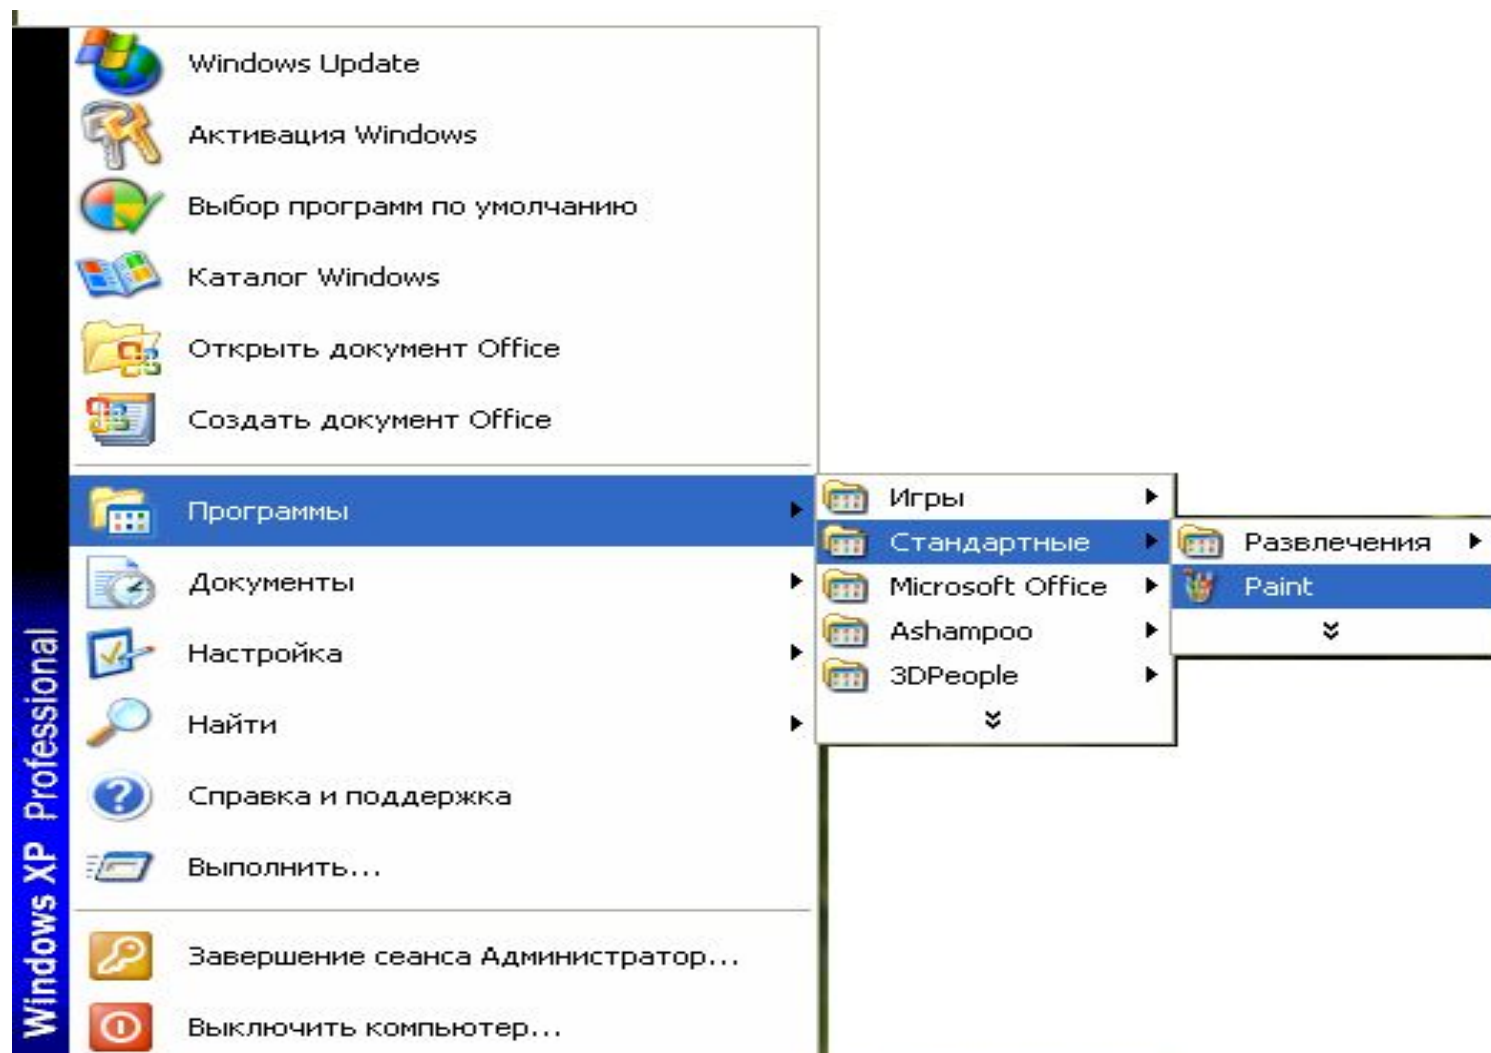 Windows Update
Активация Windows
Выбор программ по умолчанию
Каталог Windows
Открыть документ Office
Создать документ Office
Программы
Документы
Настройка
Найти
Справка и поддержка
Выполнить...
Завершение сеанса Администратор...
Выключить компьютер...
Windows XP Professional
Игры
Стандартные
Microsoft Office
Ashampoo
3DPeople
Развлечения
Paint